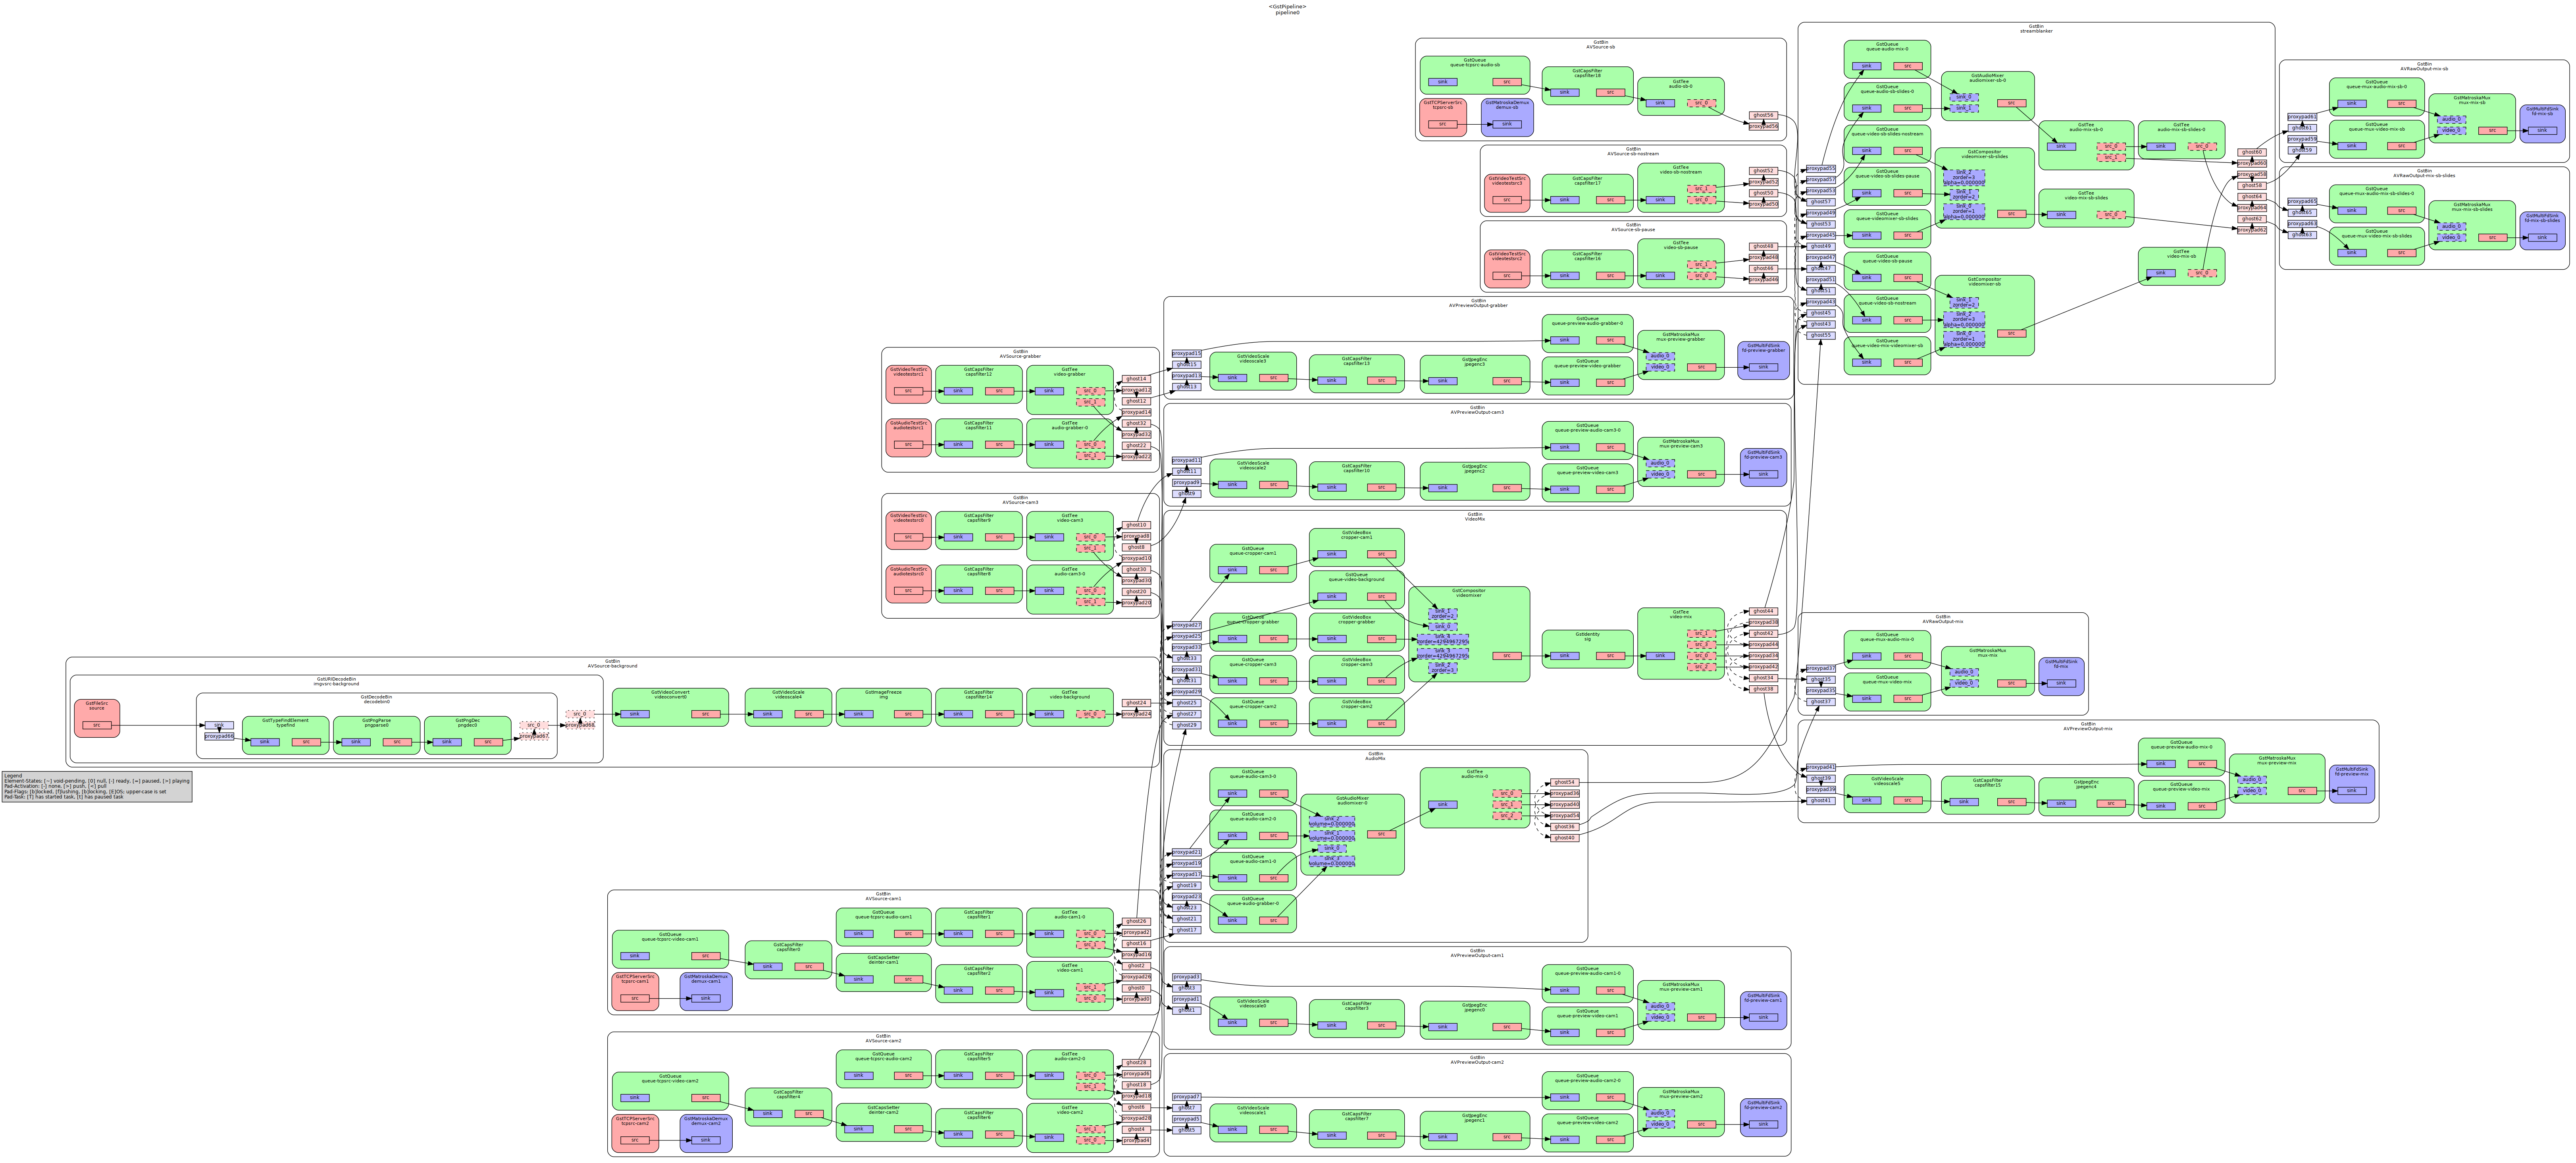 <GstPipeline>
pipeline0
GstBin
AVSource-sb
GstQueue
queue-tcpsrc-audio-sb
sink
src
GstTCPServerSrc
tcpsrc-sb
src
GstMatroskaDemux
demux-sb
sink
GstCapsFilter
capsfilter18
sink
src
GstTee
audio-sb-0
sink
src_0
ghost56
proxypad56
GstBin
AVSource-sb-nostream
GstVideoTestSrc
videotestsrc3
src
GstCapsFilter
capsfilter17
sink
src
GstTee
video-sb-nostream
sink
src_1
src_0
ghost52
proxypad52
ghost50
proxypad50
GstBin
AVSource-sb-pause
GstVideoTestSrc
videotestsrc2
src
GstCapsFilter
capsfilter16
sink
src
GstTee
video-sb-pause
sink
src_1
src_0
ghost48
proxypad48
ghost46
proxypad46
GstBin
streamblanker
GstQueue
queue-audio-mix-0
sink
src
GstQueue
queue-audio-sb-slides-0
sink
src
GstQueue
queue-video-sb-slides-nostream
sink
src
GstQueue
queue-video-sb-slides-pause
sink
src
GstQueue
queue-videomixer-sb-slides
sink
src
GstQueue
queue-video-sb-pause
sink
src
GstQueue
queue-video-sb-nostream
sink
src
GstQueue
queue-video-mix-videomixer-sb
sink
src
proxypad55
proxypad57
proxypad53
ghost57
proxypad49
ghost53
proxypad45
ghost49
proxypad47
ghost47
proxypad51
ghost51
proxypad43
ghost45
ghost43
ghost55
GstAudioMixer
audiomixer-sb-0
sink_0
sink_1
src
GstCompositor
videomixer-sb-slides
sink_2
zorder=3
alpha=0,000000
sink_1
zorder=2
sink_0
zorder=1
alpha=0,000000
src
GstCompositor
videomixer-sb
sink_1
zorder=2
sink_2
zorder=3
alpha=0,000000
sink_0
zorder=1
alpha=0,000000
src
GstTee
audio-mix-sb-0
sink
src_0
src_1
GstTee
audio-mix-sb-slides-0
sink
src_0
GstTee
video-mix-sb-slides
sink
src_0
GstTee
video-mix-sb
sink
src_0
ghost60
proxypad60
proxypad58
ghost58
ghost64
proxypad64
ghost62
proxypad62
GstBin
AVRawOutput-mix-sb
GstQueue
queue-mux-audio-mix-sb-0
sink
src
GstQueue
queue-mux-video-mix-sb
sink
src
GstMatroskaMux
mux-mix-sb
audio_0
video_0
src
GstMultiFdSink
fd-mix-sb
sink
proxypad61
ghost61
proxypad59
ghost59
GstBin
AVRawOutput-mix-sb-slides
GstQueue
queue-mux-audio-mix-sb-slides-0
sink
src
GstQueue
queue-mux-video-mix-sb-slides
sink
src
GstMatroskaMux
mux-mix-sb-slides
audio_0
video_0
src
GstMultiFdSink
fd-mix-sb-slides
sink
proxypad65
ghost65
proxypad63
ghost63
GstBin
AVSource-grabber
GstVideoTestSrc
videotestsrc1
src
GstCapsFilter
capsfilter12
sink
src
GstTee
video-grabber
sink
src_0
src_1
GstAudioTestSrc
audiotestsrc1
src
GstCapsFilter
capsfilter11
sink
src
GstTee
audio-grabber-0
sink
src_0
src_1
ghost14
proxypad12
ghost12
proxypad14
ghost32
proxypad32
ghost22
proxypad22
GstBin
AVPreviewOutput-grabber
proxypad15
ghost15
proxypad13
ghost13
GstVideoScale
videoscale3
sink
src
GstCapsFilter
capsfilter13
sink
src
GstJpegEnc
jpegenc3
sink
src
GstQueue
queue-preview-audio-grabber-0
sink
src
GstQueue
queue-preview-video-grabber
sink
src
GstMatroskaMux
mux-preview-grabber
audio_0
video_0
src
GstMultiFdSink
fd-preview-grabber
sink
GstBin
AVSource-cam3
GstVideoTestSrc
videotestsrc0
src
GstCapsFilter
capsfilter9
sink
src
GstTee
video-cam3
sink
src_0
src_1
GstAudioTestSrc
audiotestsrc0
src
GstCapsFilter
capsfilter8
sink
src
GstTee
audio-cam3-0
sink
src_0
src_1
ghost10
proxypad8
ghost8
proxypad10
ghost30
proxypad30
ghost20
proxypad20
GstBin
AVPreviewOutput-cam3
proxypad11
ghost11
proxypad9
ghost9
GstVideoScale
videoscale2
sink
src
GstCapsFilter
capsfilter10
sink
src
GstJpegEnc
jpegenc2
sink
src
GstQueue
queue-preview-audio-cam3-0
sink
src
GstQueue
queue-preview-video-cam3
sink
src
GstMatroskaMux
mux-preview-cam3
audio_0
video_0
src
GstMultiFdSink
fd-preview-cam3
sink
GstBin
VideoMix
proxypad27
proxypad25
proxypad33
ghost33
proxypad31
ghost31
proxypad29
ghost25
ghost27
ghost29
GstQueue
queue-cropper-cam1
sink
src
GstVideoBox
cropper-cam1
sink
src
GstQueue
queue-video-background
sink
src
GstQueue
queue-cropper-grabber
sink
src
GstVideoBox
cropper-grabber
sink
src
GstQueue
queue-cropper-cam3
sink
src
GstVideoBox
cropper-cam3
sink
src
GstQueue
queue-cropper-cam2
sink
src
GstVideoBox
cropper-cam2
sink
src
GstCompositor
videomixer
sink_1
zorder=2
sink_0
sink_4
zorder=4294967295
sink_3
zorder=4294967295
sink_2
zorder=3
src
GstIdentity
sig
sink
src
GstTee
video-mix
sink
src_1
src_3
src_0
src_2
ghost44
proxypad38
ghost42
proxypad44
proxypad34
proxypad42
ghost34
ghost38
GstBin
AVSource-background
GstURIDecodeBin
imgvsrc-background
GstFileSrc
source
src
GstDecodeBin
decodebin0
sink
proxypad66
GstTypeFindElement
typefind
sink
src
GstPngParse
pngparse0
sink
src
GstPngDec
pngdec0
sink
src
src_0
proxypad67
src_0
proxypad68
GstVideoConvert
videoconvert0
sink
src
GstVideoScale
videoscale4
sink
src
GstImageFreeze
img
sink
src
GstCapsFilter
capsfilter14
sink
src
GstTee
video-background
sink
src_0
ghost24
proxypad24
GstBin
AVRawOutput-mix
proxypad37
ghost35
proxypad35
ghost37
GstQueue
queue-mux-audio-mix-0
sink
src
GstQueue
queue-mux-video-mix
sink
src
GstMatroskaMux
mux-mix
audio_0
video_0
src
GstMultiFdSink
fd-mix
sink
GstBin
AVPreviewOutput-mix
proxypad41
ghost39
proxypad39
ghost41
GstVideoScale
videoscale5
sink
src
GstCapsFilter
capsfilter15
sink
src
GstJpegEnc
jpegenc4
sink
src
GstQueue
queue-preview-audio-mix-0
sink
src
GstQueue
queue-preview-video-mix
sink
src
GstMatroskaMux
mux-preview-mix
audio_0
video_0
src
GstMultiFdSink
fd-preview-mix
sink
Legend
Element-States: [~] void-pending, [0] null, [-] ready, [=] paused, [>] playing
Pad-Activation: [-] none, [>] push, [<] pull
Pad-Flags: [b]locked, [f]lushing, [b]locking, [E]OS; upper-case is set
Pad-Task: [T] has started task, [t] has paused task
GstBin
AudioMix
proxypad21
proxypad19
proxypad17
ghost19
proxypad23
ghost23
ghost21
ghost17
GstQueue
queue-audio-cam3-0
sink
src
GstQueue
queue-audio-cam2-0
sink
src
GstQueue
queue-audio-cam1-0
sink
src
GstQueue
queue-audio-grabber-0
sink
src
GstAudioMixer
audiomixer-0
sink_2
volume=0,000000
sink_1
volume=0,000000
sink_0
sink_3
volume=0,000000
src
GstTee
audio-mix-0
sink
src_0
src_1
src_2
ghost54
proxypad36
proxypad40
proxypad54
ghost36
ghost40
GstBin
AVSource-cam1
GstQueue
queue-tcpsrc-video-cam1
sink
src
GstTCPServerSrc
tcpsrc-cam1
src
GstMatroskaDemux
demux-cam1
sink
GstCapsFilter
capsfilter0
sink
src
GstQueue
queue-tcpsrc-audio-cam1
sink
src
GstCapsSetter
deinter-cam1
sink
src
GstCapsFilter
capsfilter1
sink
src
GstCapsFilter
capsfilter2
sink
src
GstTee
audio-cam1-0
sink
src_0
src_1
GstTee
video-cam1
sink
src_1
src_0
ghost26
proxypad2
ghost16
proxypad16
ghost2
proxypad26
ghost0
proxypad0
GstBin
AVPreviewOutput-cam1
proxypad3
ghost3
proxypad1
ghost1
GstVideoScale
videoscale0
sink
src
GstCapsFilter
capsfilter3
sink
src
GstJpegEnc
jpegenc0
sink
src
GstQueue
queue-preview-audio-cam1-0
sink
src
GstQueue
queue-preview-video-cam1
sink
src
GstMatroskaMux
mux-preview-cam1
audio_0
video_0
src
GstMultiFdSink
fd-preview-cam1
sink
GstBin
AVSource-cam2
GstQueue
queue-tcpsrc-video-cam2
sink
src
GstTCPServerSrc
tcpsrc-cam2
src
GstMatroskaDemux
demux-cam2
sink
GstCapsFilter
capsfilter4
sink
src
GstQueue
queue-tcpsrc-audio-cam2
sink
src
GstCapsSetter
deinter-cam2
sink
src
GstCapsFilter
capsfilter5
sink
src
GstCapsFilter
capsfilter6
sink
src
GstTee
audio-cam2-0
sink
src_0
src_1
GstTee
video-cam2
sink
src_1
src_0
ghost28
proxypad6
ghost18
proxypad18
ghost6
proxypad28
ghost4
proxypad4
GstBin
AVPreviewOutput-cam2
proxypad7
ghost7
proxypad5
ghost5
GstVideoScale
videoscale1
sink
src
GstCapsFilter
capsfilter7
sink
src
GstJpegEnc
jpegenc1
sink
src
GstQueue
queue-preview-audio-cam2-0
sink
src
GstQueue
queue-preview-video-cam2
sink
src
GstMatroskaMux
mux-preview-cam2
audio_0
video_0
src
GstMultiFdSink
fd-preview-cam2
sink